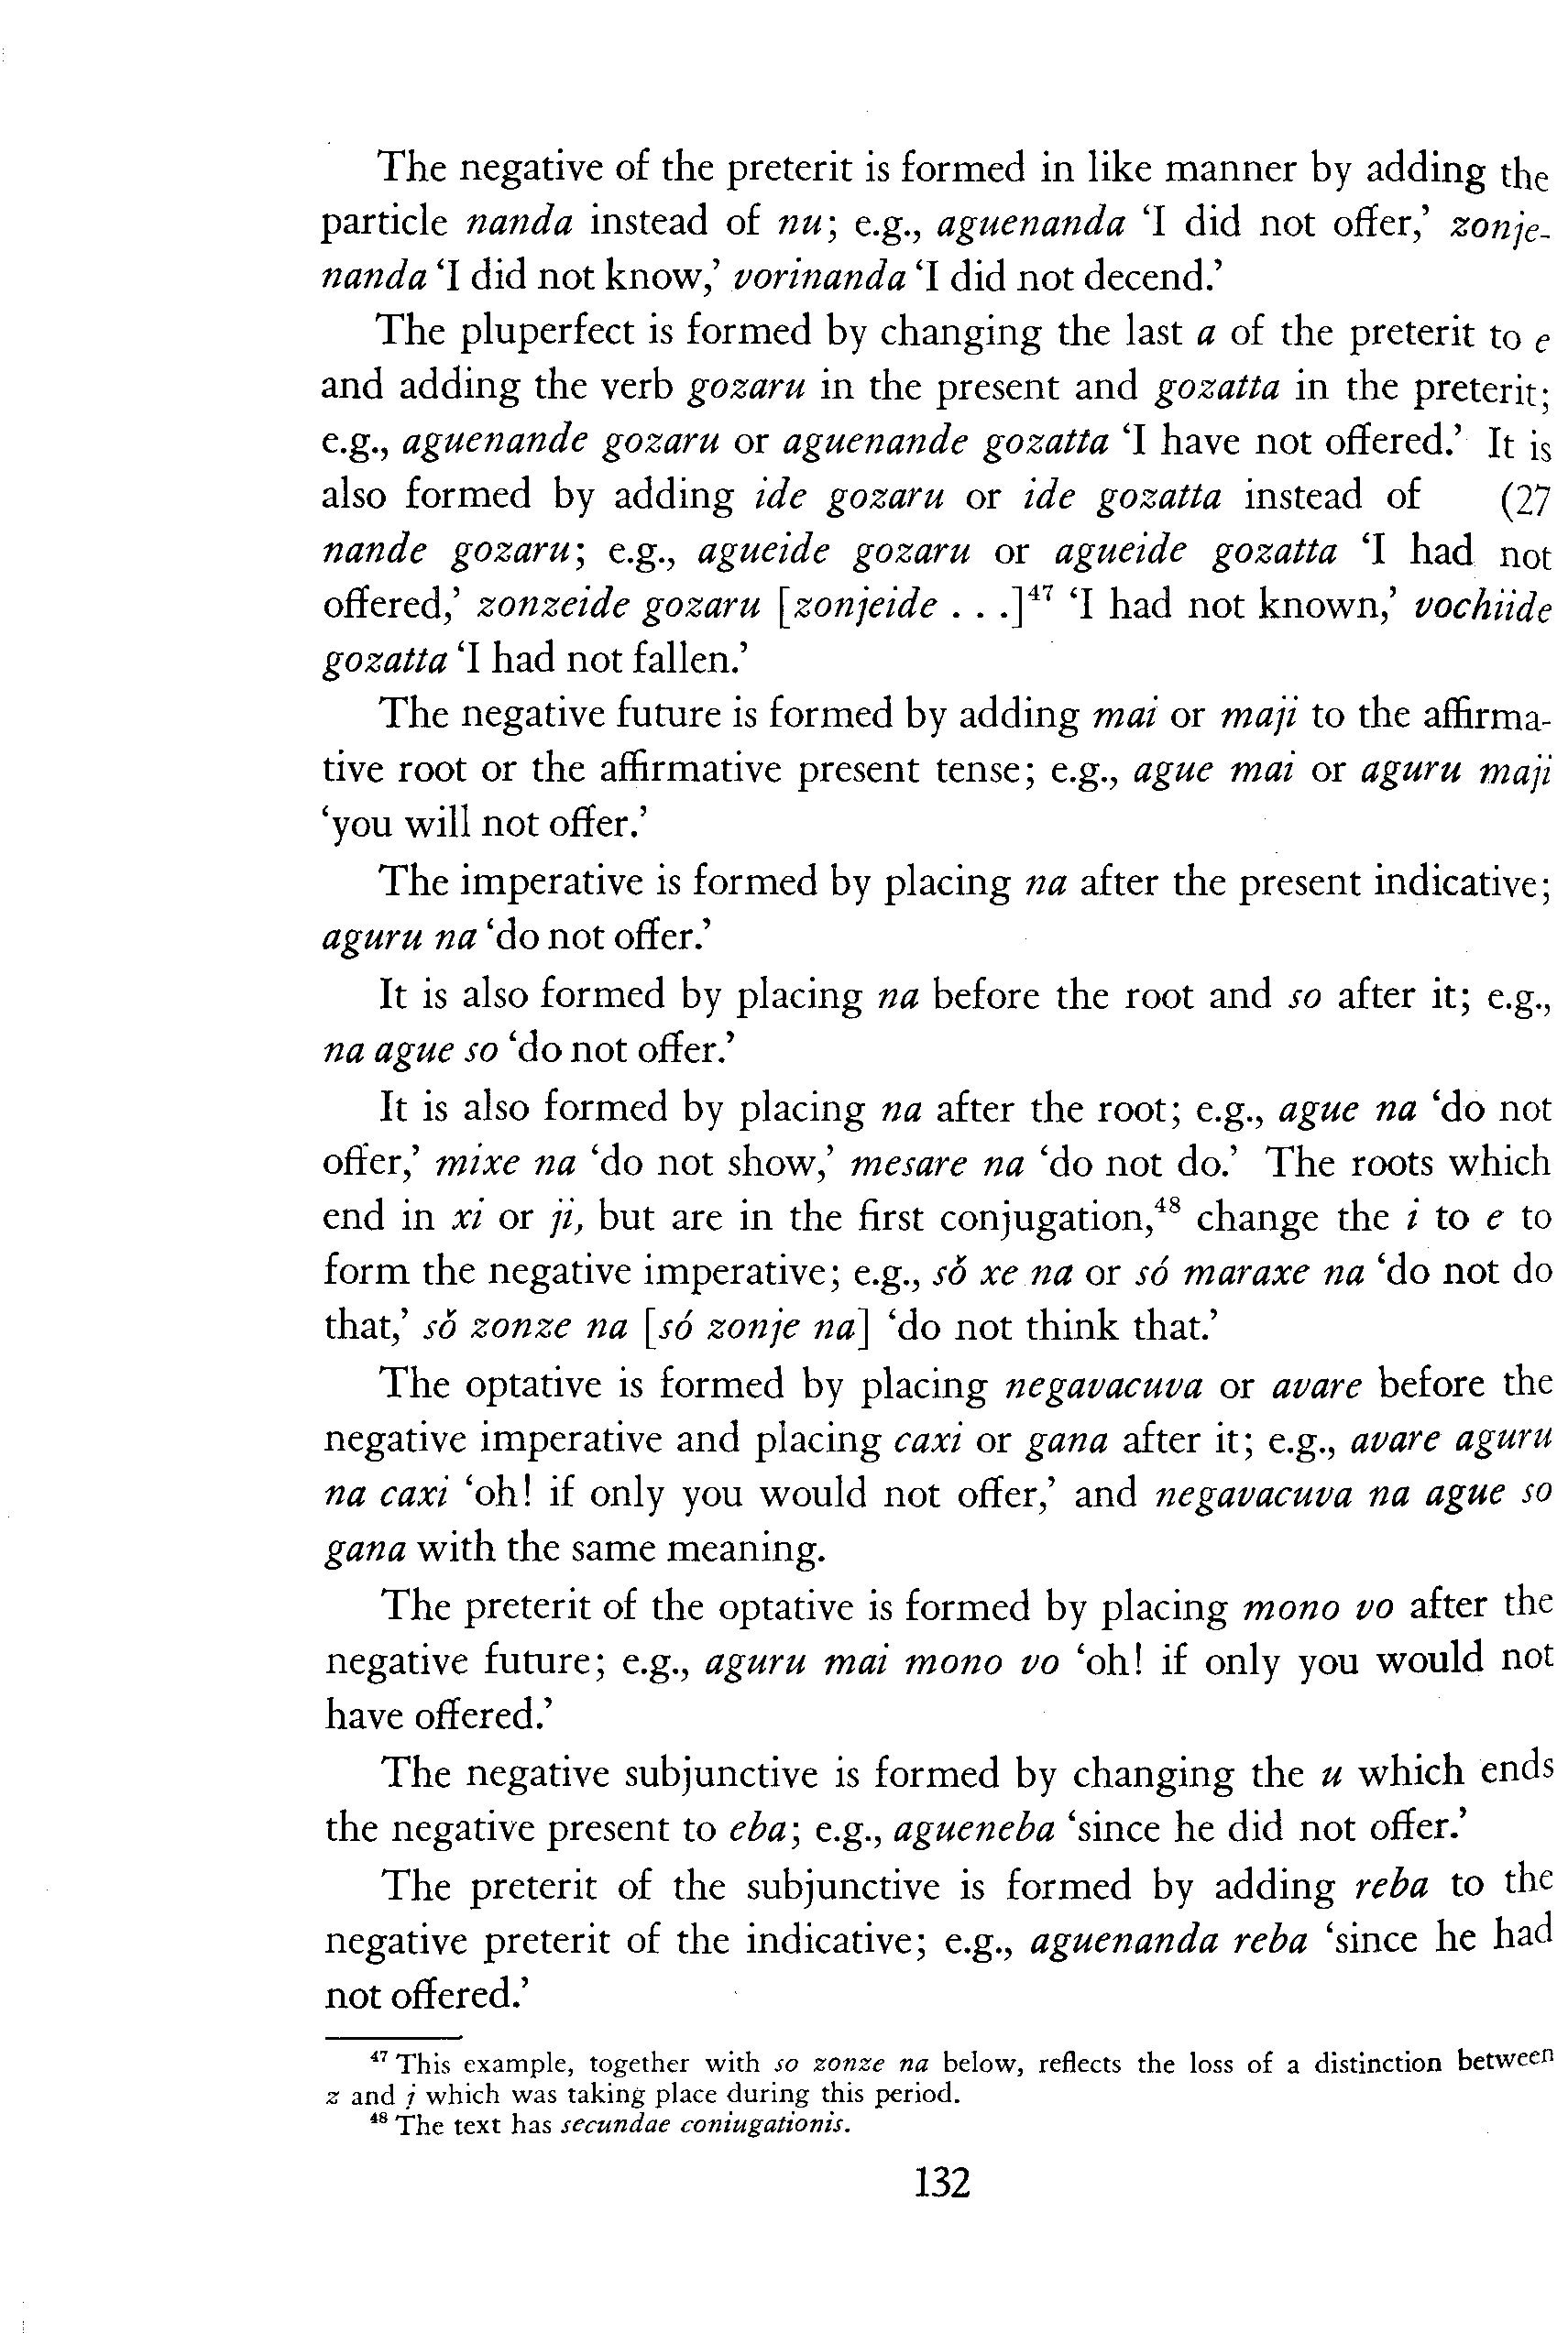 The negative of the preterit is formed in like manner by adding the
particle nanda instead of nu; e.g., aguenanda ‘I did not offer,’ zonje-
nanda ‘I did not know,’ vorinanda ‘I did not decend.’
The pluperfect is formed by changing the last a of the preterit to e
and adding the verb gozaru in the present and gozatta in the preterit;
e.g., aguenande gozaru or aguenande gozatta ‘I have not offered.’ It is
also formed by adding ide gozaru or ide gozatta instead of (27
nande gozaru; e.g., agueide gozaru or agueide gozatta ‘I had not
offered,’ zonzeide gozaru [zonjeide . . .]47 ‘I had not known,’ vochiide
gozatta ‘I had not fallen.’
The negative future is formed by adding mai or maji to the affirma-
tive root or the affirmative present tense; e.g., ague mai or aguru maji
‘you will not offer.’
The imperative is formed by placing na after the present indicative;
aguru na ‘do not offer.’
It is also formed by placing na before the root and so after it; e.g.,
na ague so ‘do not offer.’
It is also formed by placing na after the root; e.g., ague na ‘do not
offer,’ mixe na ‘do not show,’ mesare na ‘do not do.’ The roots which
end in xi or ji, but are in the first conjugation,48 change the i to e to
form the negative imperative; e.g., sǒ xe na or só maraxe na ‘do not do
that,’ sǒ zonze na [só zonje na] ‘do not think that.’
The optative is formed by placing negavacuva or avare before the
negative imperative and placing caxi or gana after it; e.g., avare aguru
na caxi ‘oh! if only you would not offer,’ and negavacuva na ague so
gana with the same meaning.
The preterit of the optative is formed by placing mono vo after the
negative future; e.g., aguru mai mono vo ‘oh! if only you would not
have offered.’
The negative subjunctive is formed by changing the u which ends
the negative present to eba; e.g., agueneba ‘since he did not offer.’
The preterit of the subjunctive is formed by adding reba to the
negative preterit of the indicative; e.g., aguenanda reba ‘since he had
not offered.’
47 This example, together with so zonze na below, reflects the loss of a distinction between
z and j which was taking place during this period.
48 The text has secundae coniugationis.
132